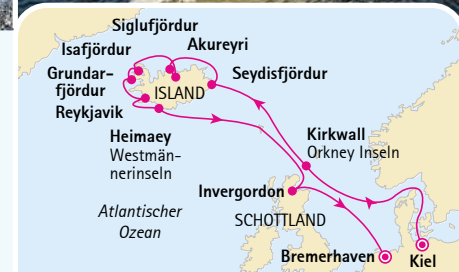 Siglufjördur
Isafjördur
Akureyri
Grundar-
fjördur
Seydisfjördur
ISLAND
Reykjavik
Heimaey
Westmän-
nerinseln
Kirkwall
Orkney Inseln
Invergordon
Atlantischer
Ozean
SCHOTTLAND
Bremerhaven
Kiel